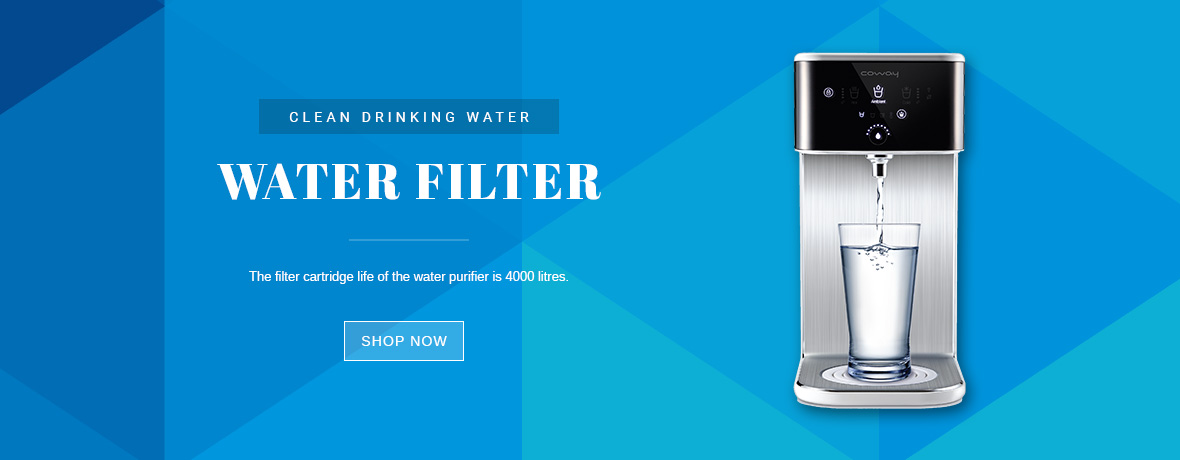 CLEAN DRINKING WATER
WATER FILTER
The filter cartridge life of the water purifier is 4000 litres.
SHOP NOW
coway
Ambient